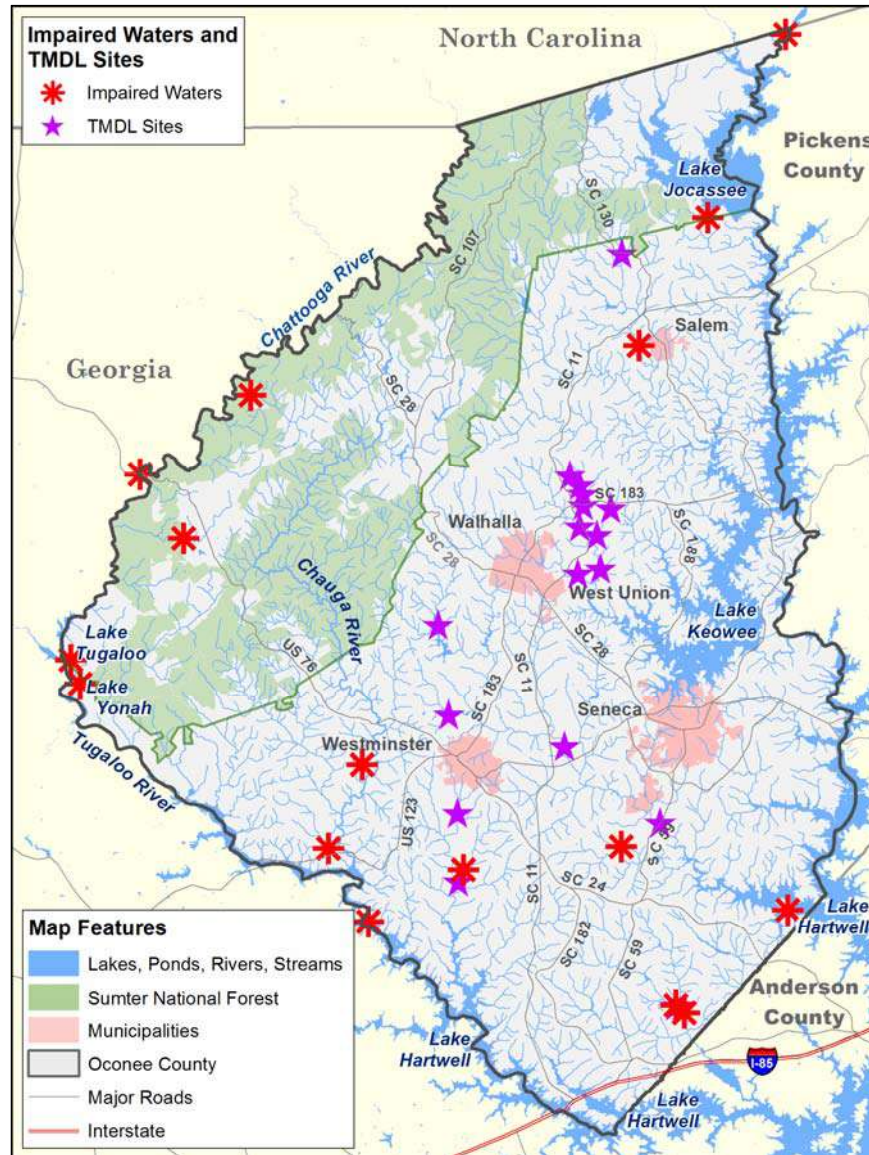 Impaired Waters and
TMDL Sites
Impaired Waters
TMDL Sites
North Carolina
Pickens
County
Lake
Jocassee
SC 130
SC 107
Chattooga River
Georgia
Salem
SC 11
SC 28
SC 183
Walhalla
SC 188
SC 28
West Union
Chauga River
Lake
Keowee
Lake
Tugaloo
US 76
SC 28
Lake
Yonah
SC 183
SC 11
Seneca
Westminster
Tugaloo River
US 123
SC 59
SC 11
SC 24
Lake
Hartwell
SC 182
SC 59
Anderson
County
Lake
Hartwell
I-85
Lake
Hartwell
Map Features
Lakes, Ponds, Rivers, Streams
Sumter National Forest
Municipalities
Oconee County
Major Roads
Interstate